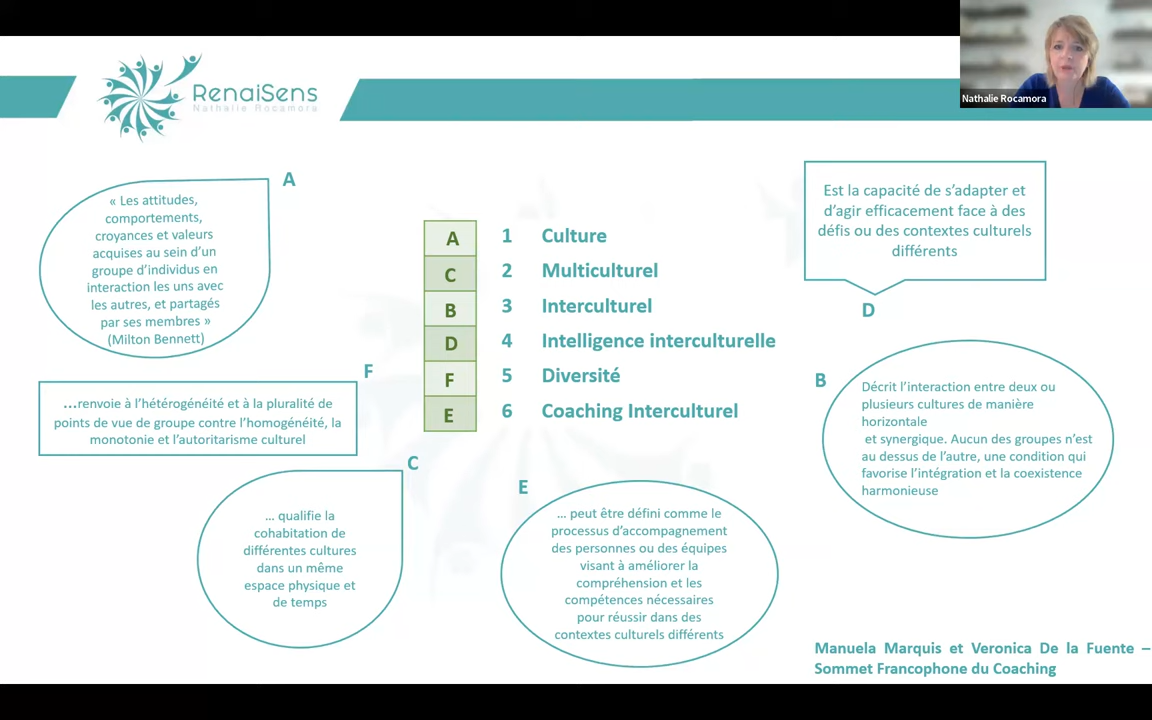 RenaiSens
Nathalie Rocamora
Nathalie Rocamora
A
« Les attitudes,
comportements,
croyances et valeurs
acquises au sein d’un
groupe d’individus en
interaction les uns avec
les autres, et partagés
par ses membres »
(Milton Bennett)
F
...renvoie à l’hétérogénéité et à la pluralité de
points de vue de groupe contre l’homogénéité, la
monotonie et l’autoritarisme culturel
C
... qualifie la
cohabitation de
différentes cultures
dans un même
espace physique et
de temps
A 1 Culture
C 2 Multiculturel
B 3 Interculturel
D 4 Intelligence interculturelle
F 5 Diversité
E 6 Coaching Interculturel
E
... peut être défini comme le
processus d’accompagnement
des personnes ou des équipes
visant à améliorer la
compréhension et les
compétences nécessaires
pour réussir dans des
contextes culturels différents
Est la capacité de s’adapter et
d’agir efficacement face à des
défis ou des contextes culturels
différents
D
B
Décrit l’interaction entre deux ou
plusieurs cultures de manière
horizontale
et synergique. Aucun des groupes n’est
au dessus de l’autre, une condition qui
favorise l’intégration et la coexistence
harmonieuse
Manuela Marquis et Veronica De la Fuente –
Sommet Francophone du Coaching